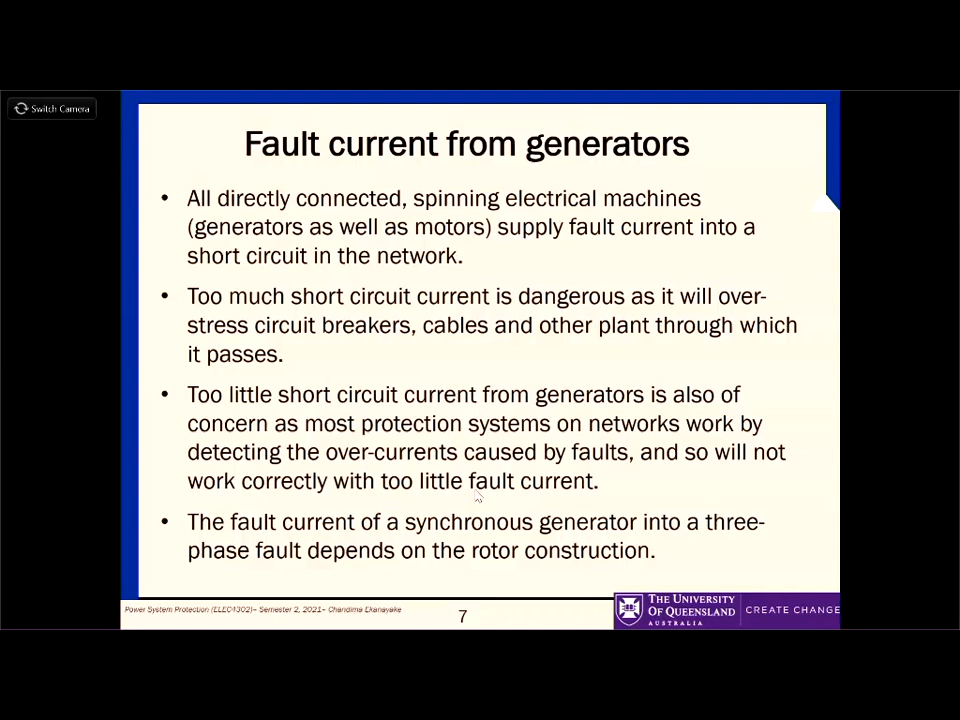 Switch Camera
Fault current from generators
• All directly connected, spinning electrical machines
(generators as well as motors) supply fault current into a
short circuit in the network.
• Too much short circuit current is dangerous as it will over-
stress circuit breakers, cables and other plant through which
it passes.
• Too little short circuit current from generators is also of
concern as most protection systems on networks work by
detecting the over-currents caused by faults, and so will not
work correctly with too little fault current.
• The fault current of a synchronous generator into a three-
phase fault depends on the rotor construction.
Power System Protection (ELEC4302)– Semester 2, 2021– Chandima Ekanayake
7
THE UNIVERSITY
OF QUEENSLAND
AUSTRALIA
CREATE CHANGE